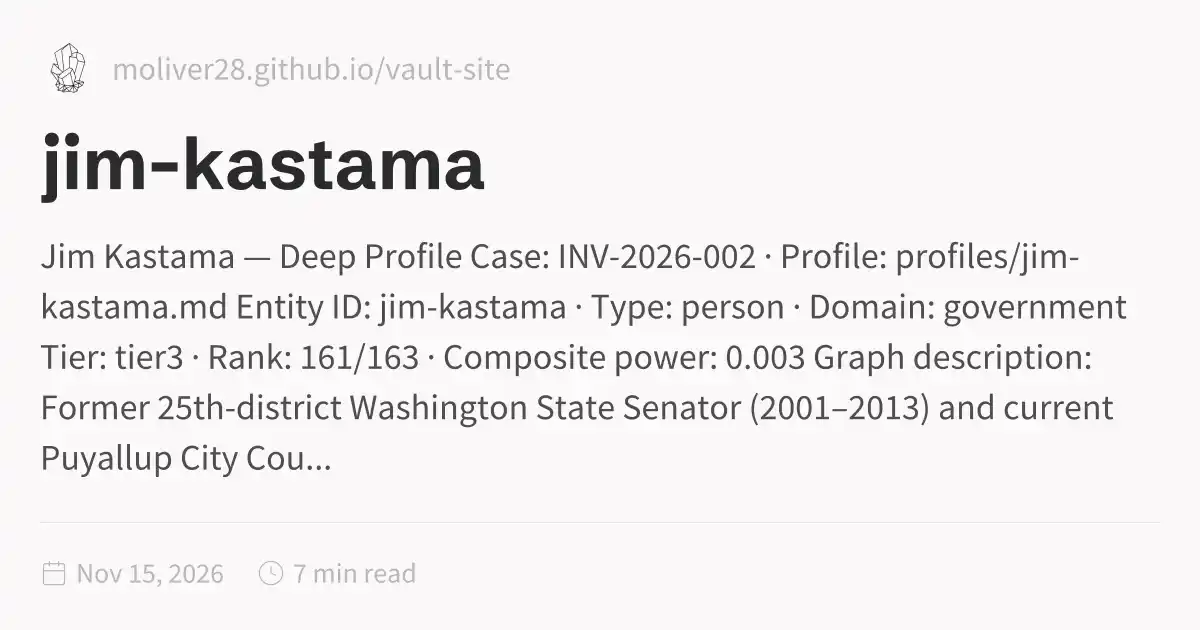 moliver28.github.io/vault-site
jim-kastama
Jim Kastama — Deep Profile Case: INV-2026-002 · Profile: profiles/jim-
kastama.md Entity ID: jim-kastama · Type: person · Domain: government
Tier: tier3 · Rank: 161/163 · Composite power: 0.003 Graph description:
Former 25th-district Washington State Senator (2001–2013) and current
Puyallup City Cou...
Nov 15, 2026 7 min read